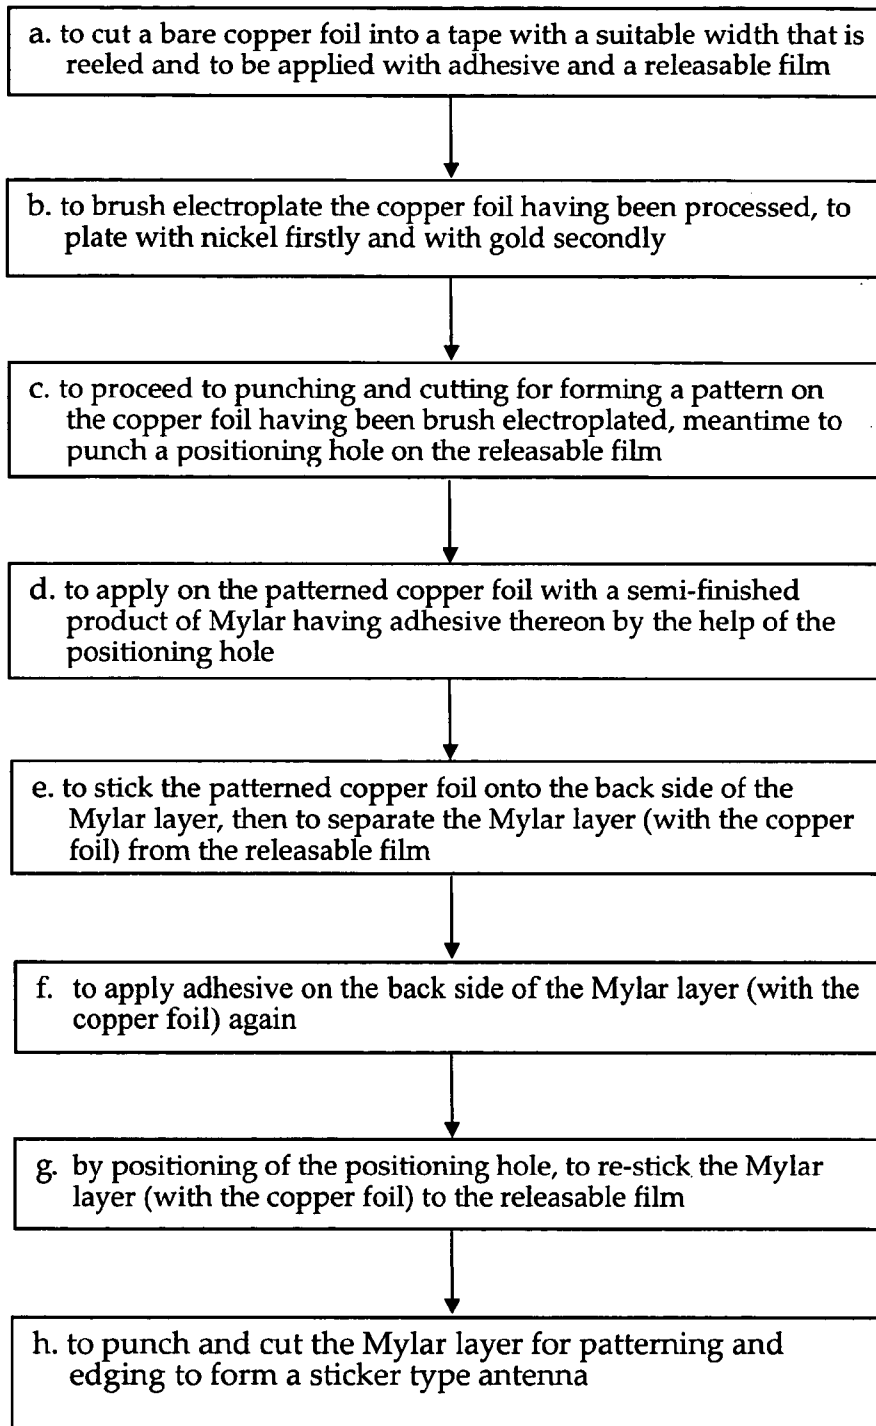 a. to cut a bare copper foil into a tape with a suitable width that is
reeled and to be applied with adhesive and a releasable film
b. to brush electroplate the copper foil having been processed, to
plate with nickel firstly and with gold secondly
c. to proceed to punching and cutting for forming a pattern on
the copper foil having been brush electroplated, meantime to
punch a positioning hole on the releasable film
d. to apply on the patterned copper foil with a semi-finished
product of Mylar having adhesive thereon by the help of the
positioning hole
e. to stick the patterned copper foil onto the back side of the
Mylar layer, then to separate the Mylar layer (with the copper
foil) from the releasable film
f. to apply adhesive on the back side of the Mylar layer (with the
copper foil) again
g. by positioning of the positioning hole, to re-stick the Mylar
layer (with the copper foil) to the releasable film
h. to punch and cut the Mylar layer for patterning and
edging to form a sticker type antenna